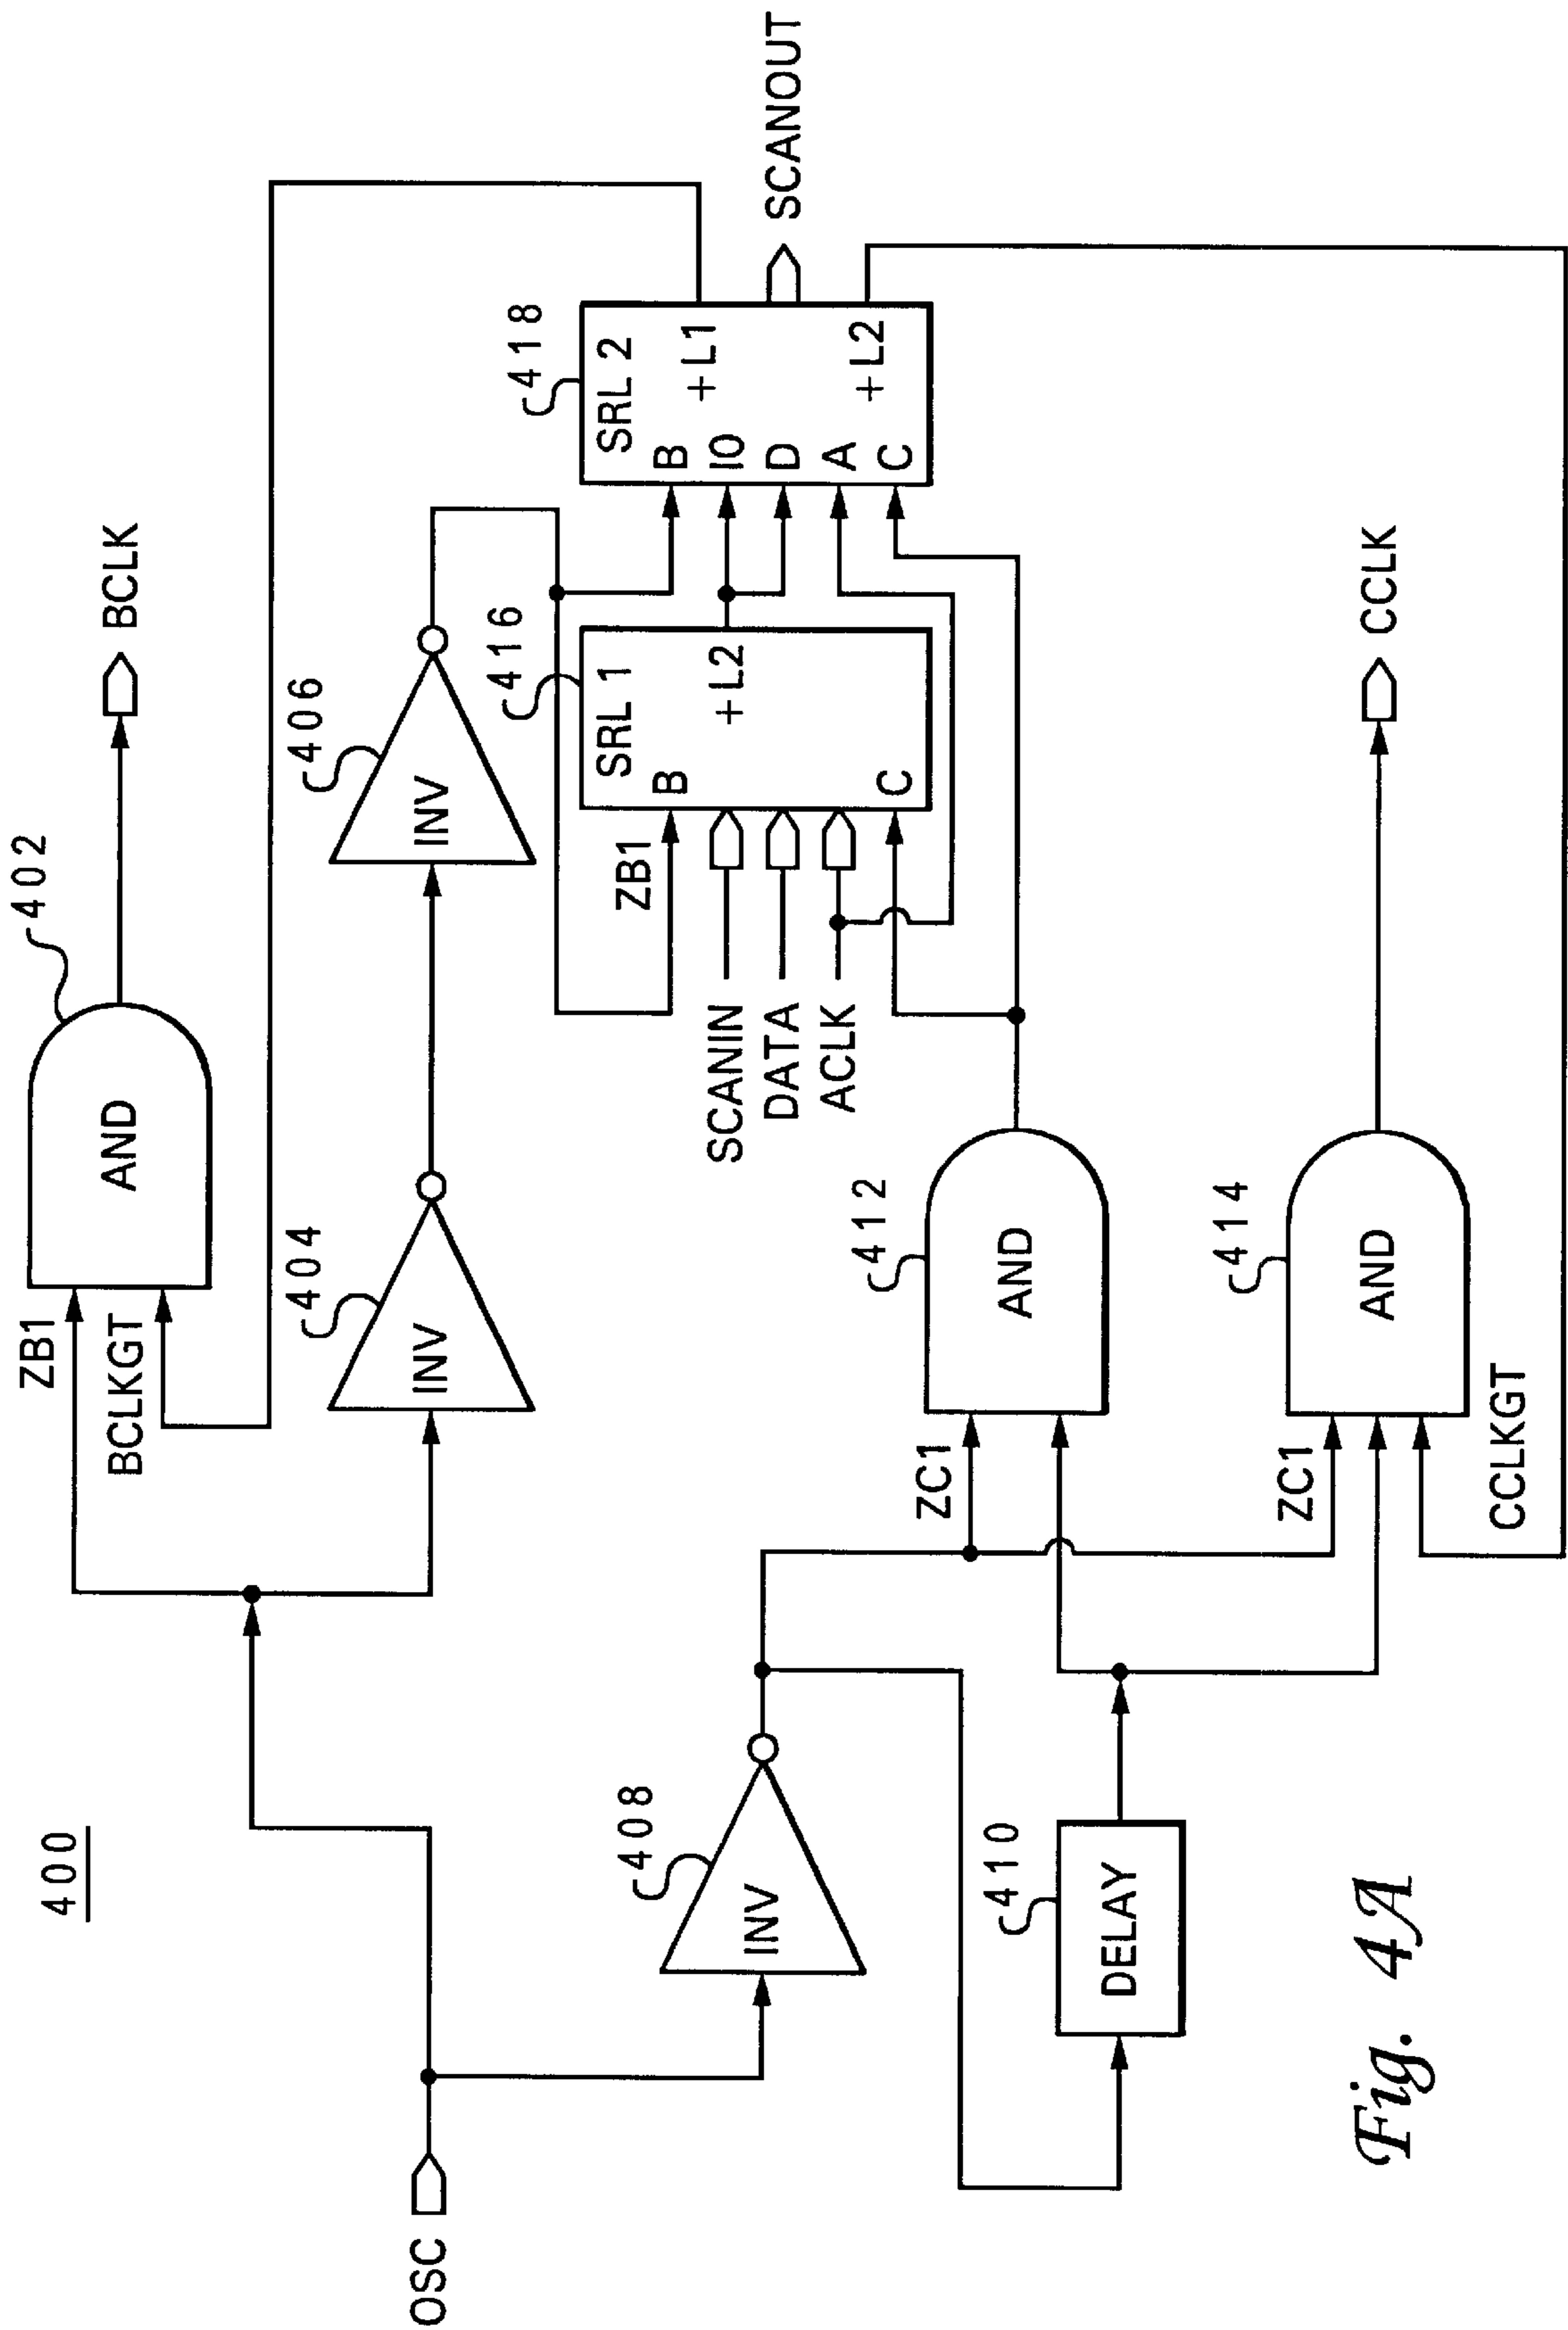 400
OSC
ZB1
BCLKGT
AND
402
BCLK
INV
404
INV
406
INV
408
DELAY
410
ZC1
AND
412
ZC1
CCLKGT
AND
414
CCLK
ZB1
SCANIN
DATA
ACLK
SRL 1
416
B
+L2
C
SRL 2
418
B
+L1
IO
D
A
+L2
C
SCANOUT
Fig. 4A